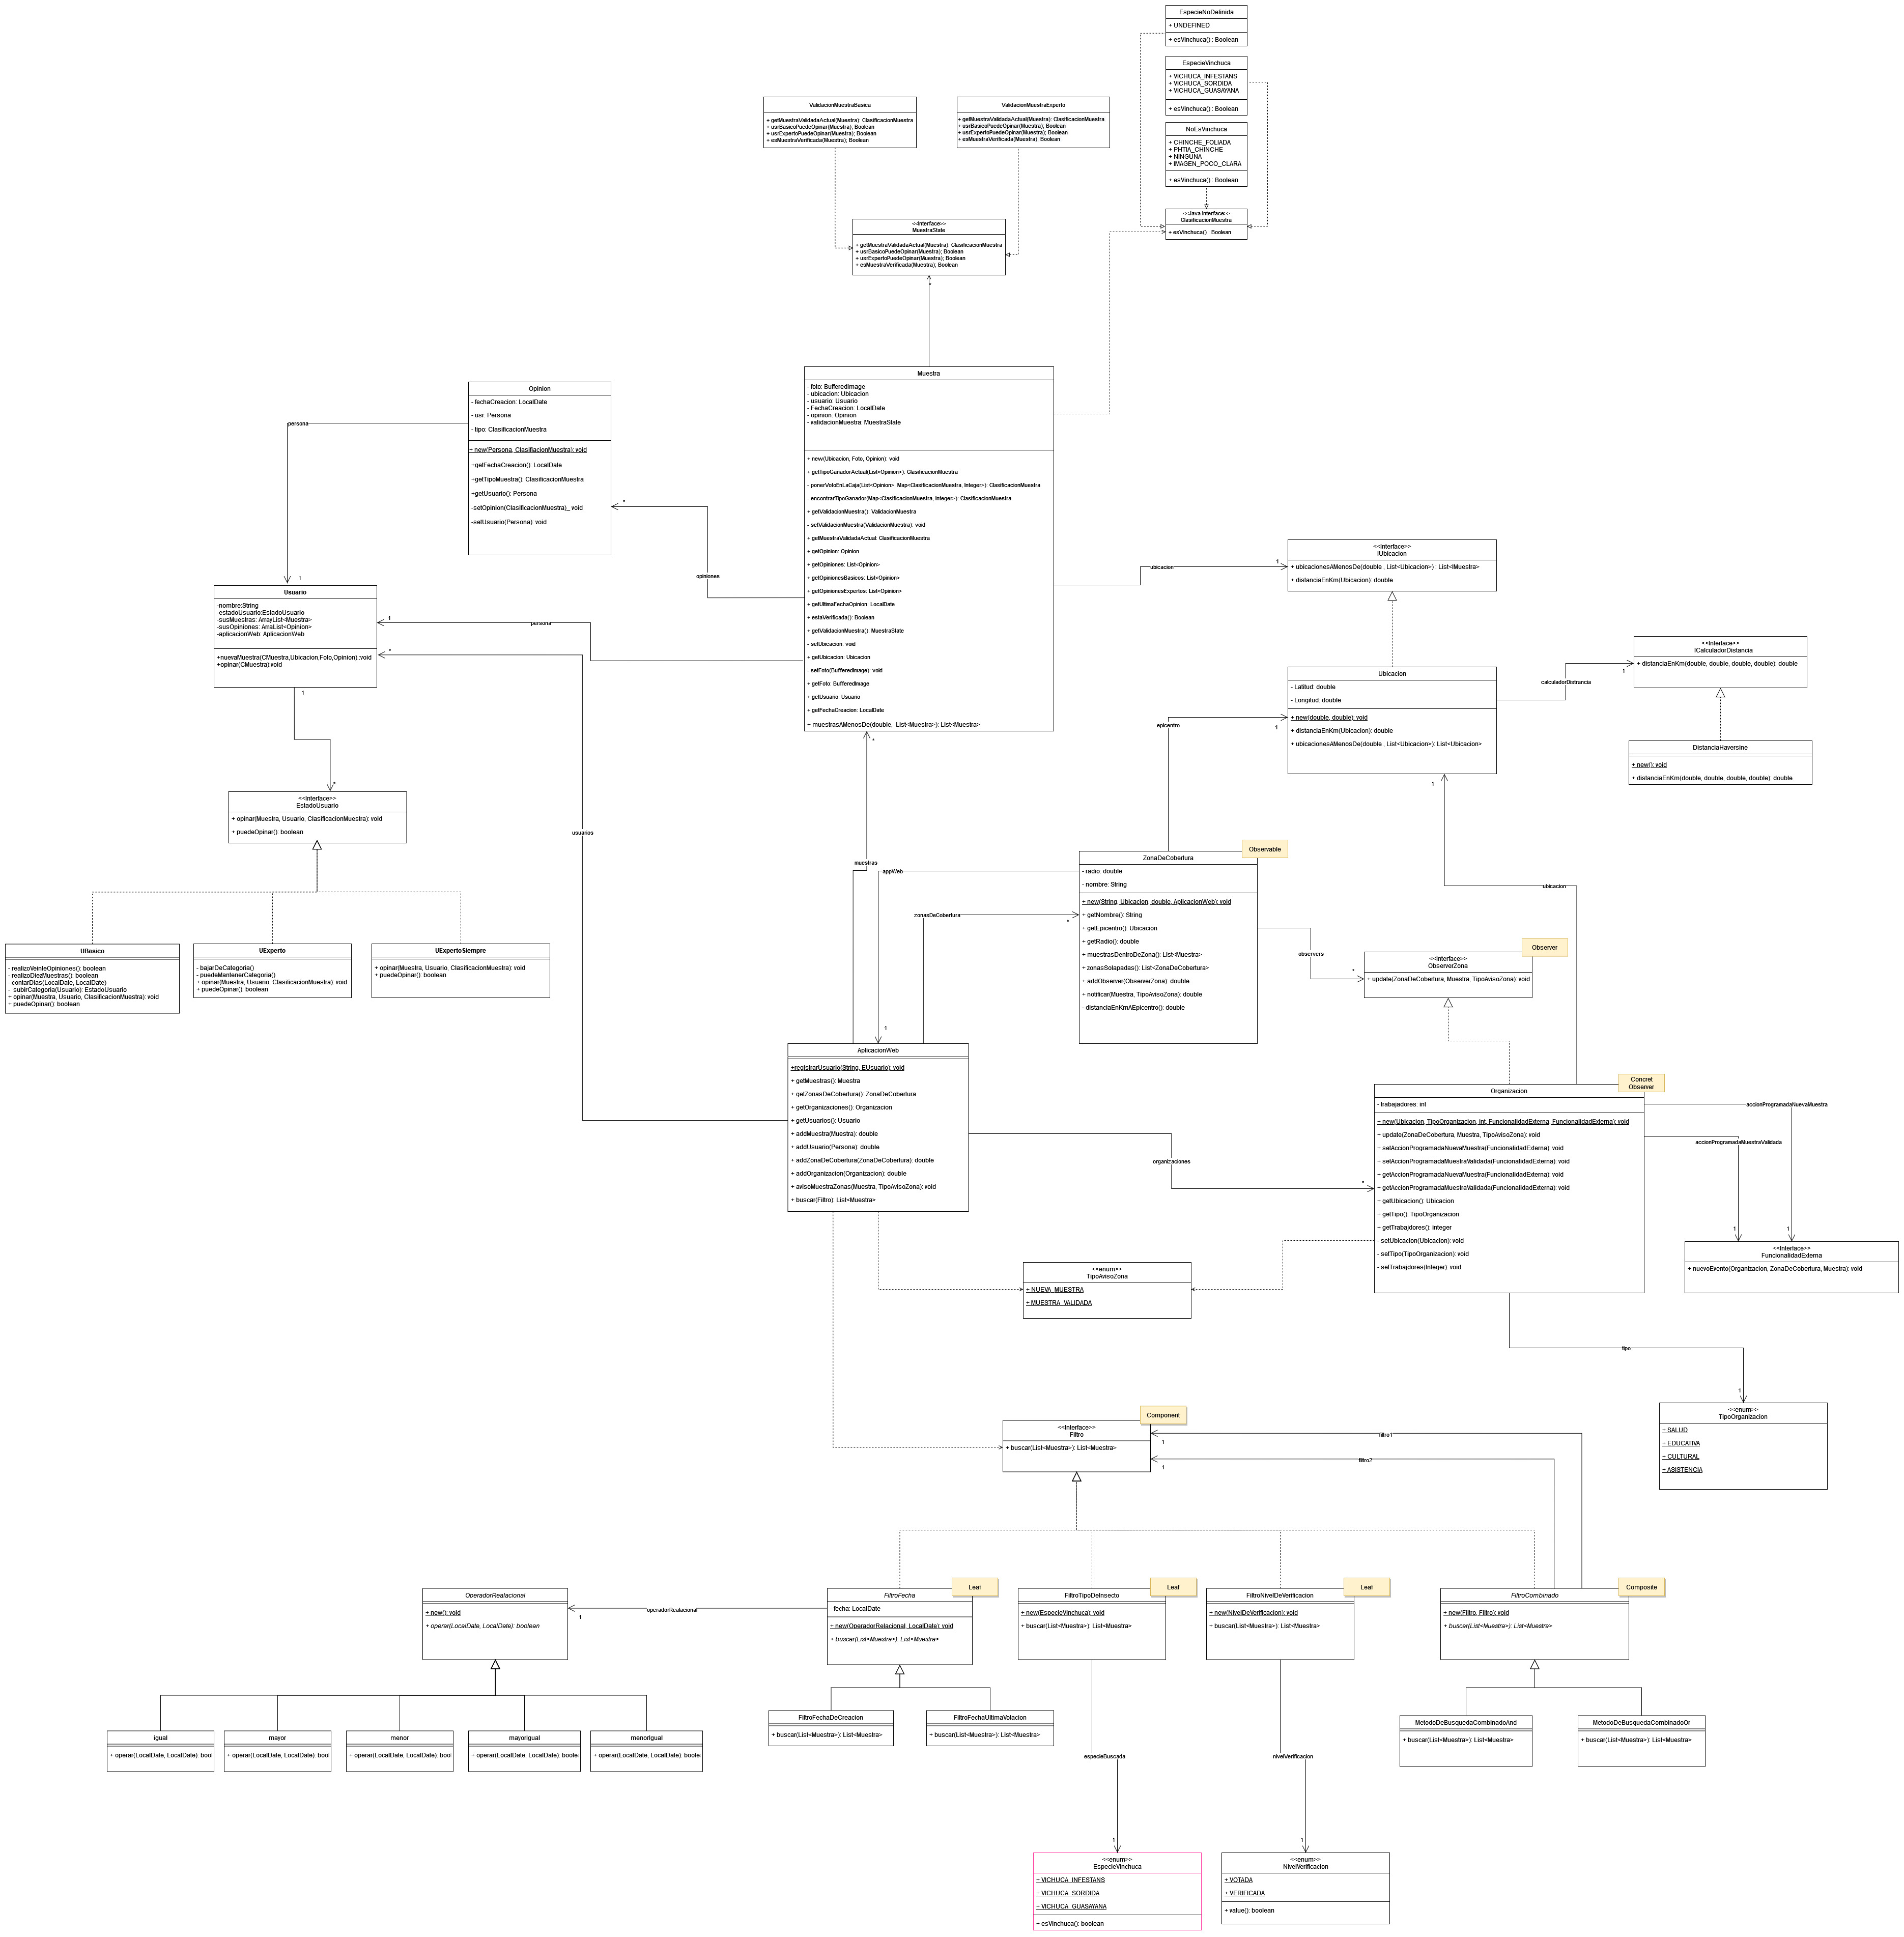 EspecieNoDefinida
+ UNDEFINED
+ esVinchuca() : Boolean
EspecieVinchuca
+ VICHUCA_INFESTANS
+ VICHUCA_SORDIDA
+ VICHUCA_GUASAYANA
+ esVinchuca() : Boolean
NoEsVinchuca
+ CHINCHE_FOLIADA
+ PHTIA_CHINCHE
+ NINGUNA
+ IMAGEN_POCO_CLARA
+ esVinchuca() : Boolean
<<Java Interface>>
ClasificacionMuestra
+ esVinchuca() : Boolean
ValidacionMuestraBasica
+ getMuestraValidadaActual(Muestra): ClasificacionMuestra
+ usrBasicoPuedeOpinar(Muestra); Boolean
+ usrExpertoPuedeOpinar(Muestra); Boolean
+ esMuestraVerificada(Muestra); Boolean
ValidacionMuestraExperto
+ getMuestraValidadaActual(Muestra): ClasificacionMuestra
+ usrBasicoPuedeOpinar(Muestra); Boolean
+ usrExpertoPuedeOpinar(Muestra); Boolean
+ esMuestraVerificada(Muestra); Boolean
<<Interface>>
MuestraState
+ getMuestraValidadaActual(Muestra): ClasificacionMuestra
+ usrBasicoPuedeOpinar(Muestra); Boolean
+ usrExpertoPuedeOpinar(Muestra); Boolean
+ esMuestraVerificada(Muestra); Boolean
*
Muestra
- foto: BufferedImage
- ubicacion: Ubicacion
- usuario: Usuario
- FechaCreacion: LocalDate
- opinion: Opinion
- validacionMuestra: MuestraState
+ new(Ubicacion, Foto, Opinion): void
+ getTipoGanadorActual(List<Opinion>): ClasificacionMuestra
- ponerVotoEnLaCaja(List<Opinion>, Map<ClasificacionMuestra, Integer>): ClasificacionMuestra
- encontrarTipoGanador(Map<ClasificacionMuestra, Integer>): ClasificacionMuestra
+ getValidacionMuestra(): ValidacionMuestra
- setValidacionMuestra(ValidacionMuestra): void
+ getMuestraValidadaActual: ClasificacionMuestra
+ getOpinion: Opinion
+ getOpiniones: List<Opinion>
+ getOpinionesBasicos: List<Opinion>
+ getOpinionesExpertos: List<Opinion>
+ getUltimaFechaOpinion: LocalDate
+ estaVerificada(): Boolean
+ getValidacionMuestra(): MuestraState
- setUbicacion: void
+ getUbicacion: Ubicacion
- setFoto(BufferedImage): void
+ getFoto: BufferedImage
+ getUsuario: Usuario
+ getFechaCreacion: LocalDate
+ muestrasAMenosDe(double, List<Muestra>): List<Muestra>
Opinion
- fechaCreacion: LocalDate
- usr: Persona
- tipo: ClasificacionMuestra
+ new(Persona, ClasifiacionMuestra): void
+getFechaCreacion(): LocalDate
+getTipoMuestra(): ClasificacionMuestra
+getUsuario(): Persona
-setOpinion(ClasificacionMuestra)_ void
-setUsuario(Persona): void
persona
1
*
opiniones
Usuario
-nombre:String
-estadoUsuario:EstadoUsuario
-susMuestras: ArrayList<Muestra>
-susOpiniones: ArraList<Opinion>
-aplicacionWeb: AplicacionWeb
+nuevaMuestra(CMuestra,Ubicacion,Foto,Opinion)::void
+opinar(CMuestra):void
1
persona
*
1
*
<<Interface>>
EstadoUsuario
+ opinar(Muestra, Usuario, ClasificacionMuestra): void
+ puedeOpinar(): boolean
UBasico
- realizoVeinteOpiniones(): boolean
- realizoDiezMuestras(): boolean
- contarDias(LocalDate, LocalDate)
-  subirCategoria(Usuario): EstadoUsuario
+ opinar(Muestra, Usuario, ClasificacionMuestra): void
+ puedeOpinar(): boolean
UExperto
- bajarDeCategoria()
- puedeMantenerCategoria()
+ opinar(Muestra, Usuario, ClasificacionMuestra): void
+ puedeOpinar(): boolean
UExpertoSiempre
+ opinar(Muestra, Usuario, ClasificacionMuestra): void
+ puedeOpinar(): boolean
ubicacion
1
<<Interface>>
IUbicacion
+ ubicacionesAMenosDe(double , List<Ubicacion>) : List<IMuestra>
+ distanciaEnKm(Ubicacion): double
Ubicacion
- Latitud: double
- Longitud: double
+ new(double, double): void
+ distanciaEnKm(Ubicacion): double
+ ubicacionesAMenosDe(double , List<Ubicacion>): List<Ubicacion>
calculadorDistrancia
1
<<Interface>>
ICalculadorDistancia
+ distanciaEnKm(double, double, double, double): double
DistanciaHaversine
+ new(): void
+ distanciaEnKm(double, double, double, double): double
epicentro
1
1
usuarios
*
muestras
appWeb
zonasDeCobertura
*
1
Observable
ZonaDeCobertura
- radio: double
- nombre: String
+ new(String, Ubicacion, double, AplicacionWeb): void
+ getNombre(): String
+ getEpicentro(): Ubicacion
+ getRadio(): double
+ muestrasDentroDeZona(): List<Muestra>
+ zonasSolapadas(): List<ZonaDeCobertura>
+ addObserver(ObserverZona): double
+ notificar(Muestra, TipoAvisoZona): double
- distanciaEnKmAEpicentro(): double
observers
*
ubicacion
Observer
<<Interface>>
ObserverZona
+ update(ZonaDeCobertura, Muestra, TipoAvisoZona): void
AplicacionWeb
+registrarUsuario(String, EUsuario): void
+ getMuestras(): Muestra
+ getZonasDeCobertura(): ZonaDeCobertura
+ getOrganizaciones(): Organizacion
+ getUsuarios(): Usuario
+ addMuestra(Muestra): double
+ addUsuario(Persona): double
+ addZonaDeCobertura(ZonaDeCobertura): double
+ addOrganizacion(Organizacion): double
+ avisoMuestraZonas(Muestra, TipoAvisoZona): void
+ buscar(Filtro): List<Muestra>
organizaciones
*
Concret
Observer
Organizacion
- trabajadores: int
+ new(Ubicacion, TipoOrganizacion, int, FuncionalidadExterna, FuncionalidadExterna): void
+ update(ZonaDeCobertura, Muestra, TipoAvisoZona): void
+ setAccionProgramadaNuevaMuestra(FuncionalidadExterna): void
+ setAccionProgramadaMuestraValidada(FuncionalidadExterna): void
+ getAccionProgramadaNuevaMuestra(FuncionalidadExterna): void
+ getAccionProgramadaMuestraValidada(FuncionalidadExterna): void
+ getUbicacion(): Ubicacion
+ getTipo(): TipoOrganizacion
+ getTrabajdores(): integer
- setUbicacion(Ubicacion): void
- setTipo(TipoOrganizacion): void
- setTrabajdores(Integer): void
accionProgramadaNuevaMuestra
accionProgramadaMuestraValidada
1
1
<<Interface>>
FuncionalidadExterna
+ nuevoEvento(Organizacion, ZonaDeCobertura, Muestra): void
<<enum>>
TipoAvisoZona
+ NUEVA_MUESTRA
+ MUESTRA_VALIDADA
tipo
1
<<enum>>
TipoOrganizacion
+ SALUD
+ EDUCATIVA
+ CULTURAL
+ ASISTENCIA
Component
<<Interface>>
Filtro
+ buscar(List<Muestra>): List<Muestra>
filtro1
1
filtro2
1
OperadorRealacional
+ new(): void
+ operar(LocalDate, LocalDate): boolean
operadorRealacional
1
Leaf
FiltroFecha
- fecha: LocalDate
+ new(OperadorRelacional, LocalDate): void
+ buscar(List<Muestra>): List<Muestra>
Leaf
FiltroTipoDeInsecto
+ new(EspecieVinchuca): void
+ buscar(List<Muestra>): List<Muestra>
Leaf
FiltroNivelDeVerificacion
+ new(NivelDeVerificacion): void
+ buscar(List<Muestra>): List<Muestra>
Composite
FiltroCombinado
+ new(Filtro, Filtro): void
+ buscar(List<Muestra>): List<Muestra>
igual
+ operar(LocalDate, LocalDate): bool
mayor
+ operar(LocalDate, LocalDate): bool
menor
+ operar(LocalDate, LocalDate): bool
mayorIgual
+ operar(LocalDate, LocalDate): boole
menorIgual
+ operar(LocalDate, LocalDate): boole
FiltroFechaDeCreacion
+ buscar(List<Muestra>): List<Muestra>
FiltroFechaUltimaVotacion
+ buscar(List<Muestra>): List<Muestra>
MetodoDeBusquedaCombinadoAnd
+ buscar(List<Muestra>): List<Muestra>
MetodoDeBusquedaCombinadoOr
+ buscar(List<Muestra>): List<Muestra>
especieBuscada
1
nivelVerificacion
1
<<enum>>
EspecieVinchuca
+ VICHUCA_INFESTANS
+ VICHUCA_SORDIDA
+ VICHUCA_GUASAYANA
+ esVinchuca(): boolean
<<enum>>
NivelVerificacion
+ VOTADA
+ VERIFICADA
+ value(): boolean